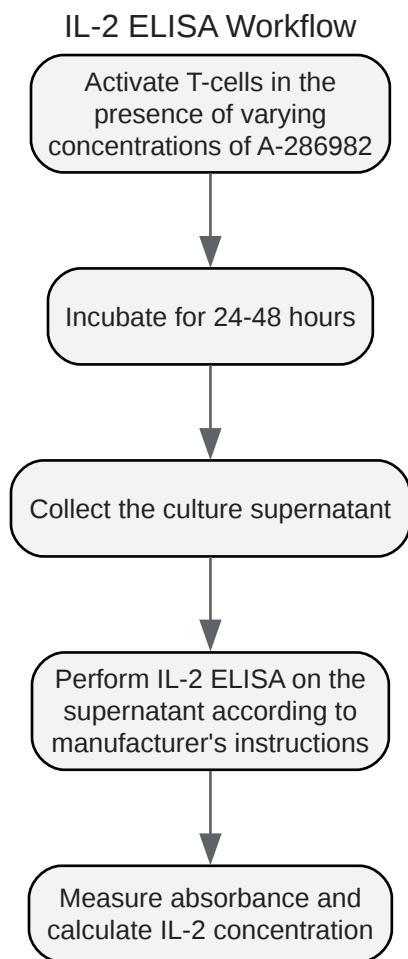 IL-2 ELISA Workflow
Activate T-cells in the
presence of varying
concentrations of A-286982
Incubate for 24-48 hours
Collect the culture supernatant
Perform IL-2 ELISA on the
supernatant according to
manufacturer's instructions
Measure absorbance and
calculate IL-2 concentration